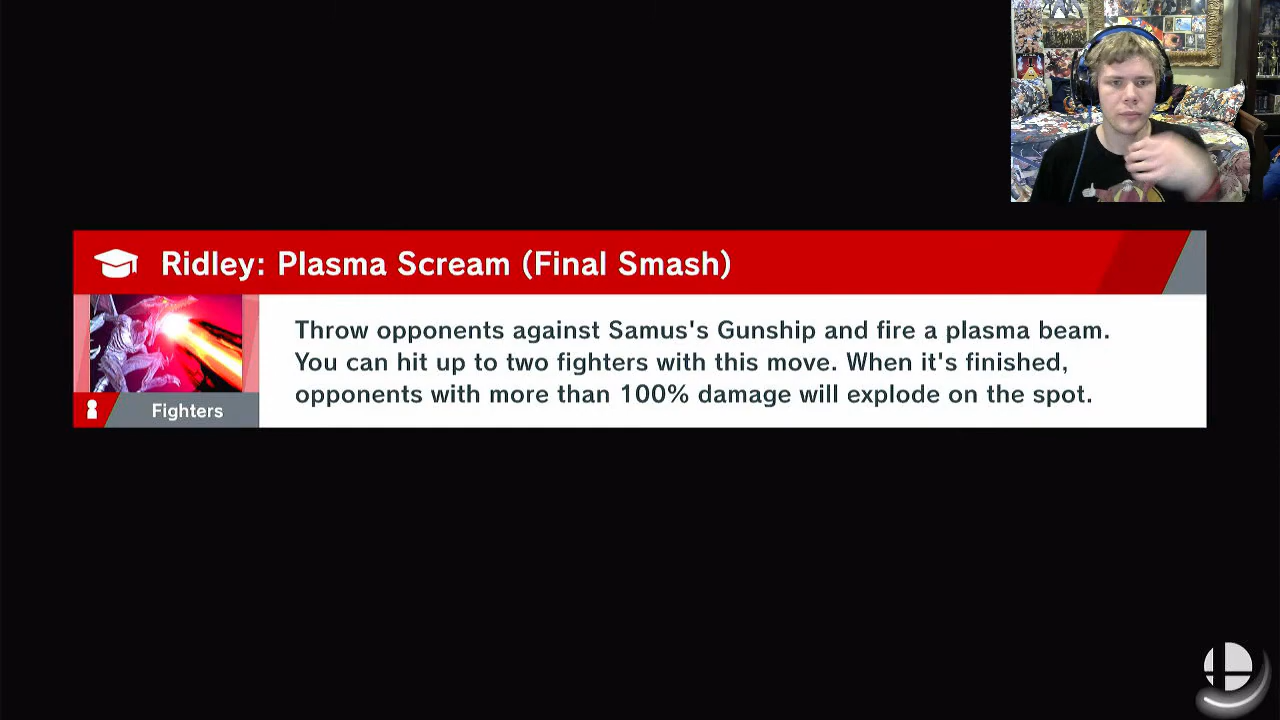 Ridley: Plasma Scream (Final Smash)
Throw opponents against Samus's Gunship and fire a plasma beam.
You can hit up to two fighters with this move. When it's finished,
opponents with more than 100% damage will explode on the spot.
Fighters